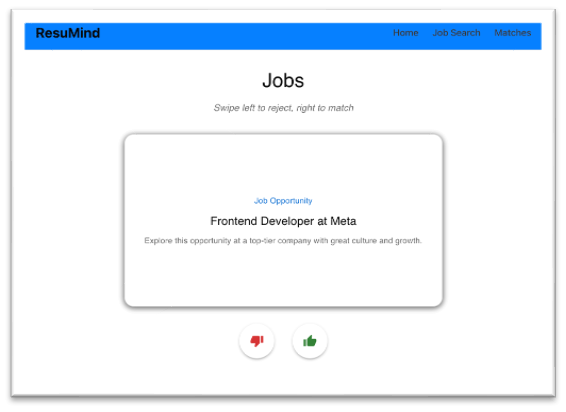 ResuMind
Home Job Search Matches
Jobs
Swipe left to reject, right to match
Job Opportunity
Frontend Developer at Meta
Explore this opportunity at a top-tier company with great culture and growth.